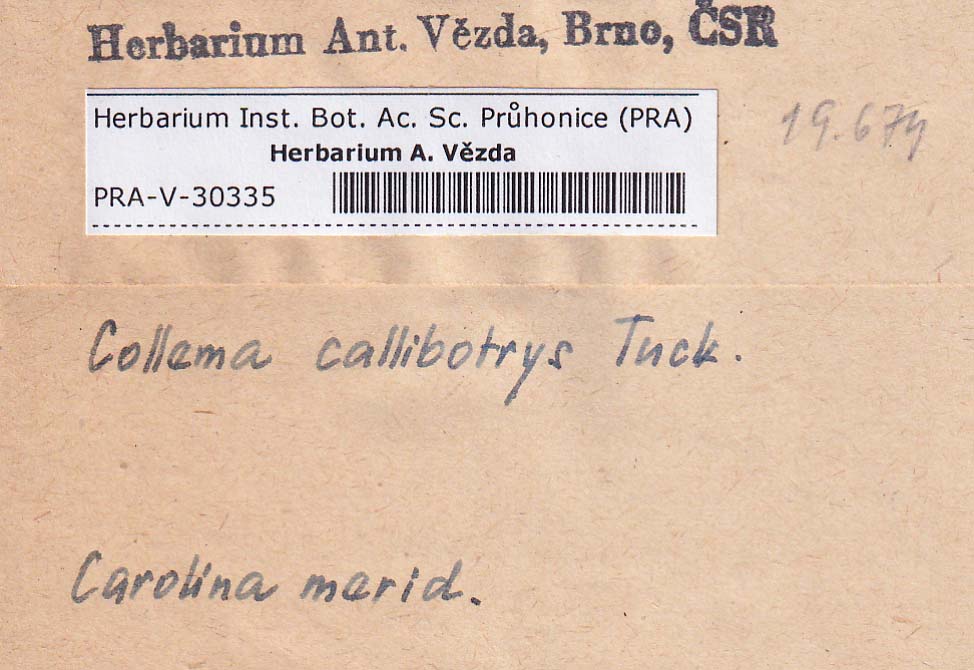 Herbarium Ant. Vězda, Brno, ČSR
Herbarium Inst. Bot. Ac. Sc. Průhonice (PRA)
Herbarium A. Vězda
PRA-V-30335
19.674
Collema callibotrys Tuck.
Carolina merid.